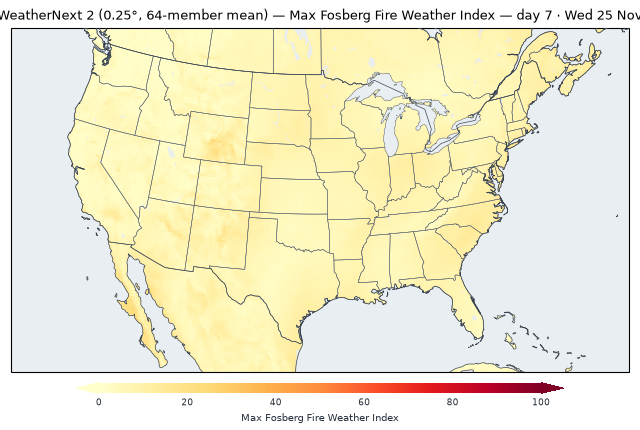 WeatherNext 2 (0.25°, 64-member mean) — Max Fosberg Fire Weather Index — day 7 · Wed 25 Nov
0 20 40 60 80 100
Max Fosberg Fire Weather Index